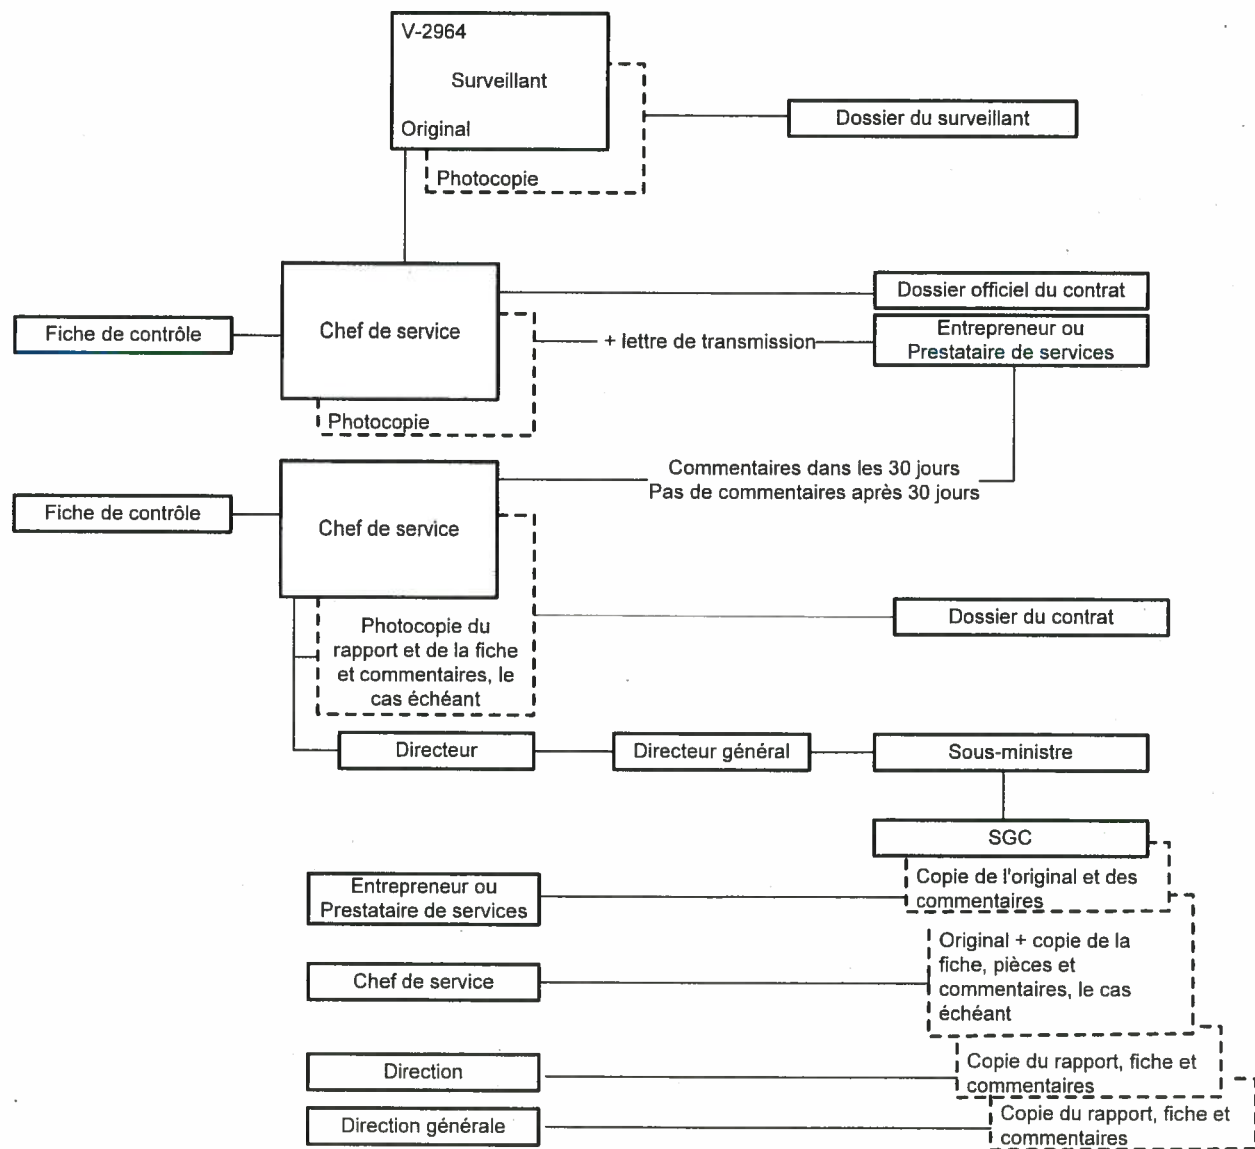 V-2964
Surveillant
Original
Photocopie
Dossier du surveillant
Chef de service
Dossier officiel du contrat
Fiche de contrôle
+ lettre de transmission
Entrepreneur ou
Prestataire de services
Photocopie
Commentaires dans les 30 jours
Pas de commentaires après 30 jours
Fiche de contrôle
Chef de service
Photocopie du
rapport et de la fiche
et commentaires, le
cas échéant
Dossier du contrat
Directeur
Directeur général
Sous-ministre
SGC
Entrepreneur ou
Prestataire de services
Copie de l'original et des
commentaires
Chef de service
Original + copie de la
fiche, pièces et
commentaires, le cas
échéant
Direction
Copie du rapport, fiche et
commentaires
Direction générale
Copie du rapport, fiche et
commentaires